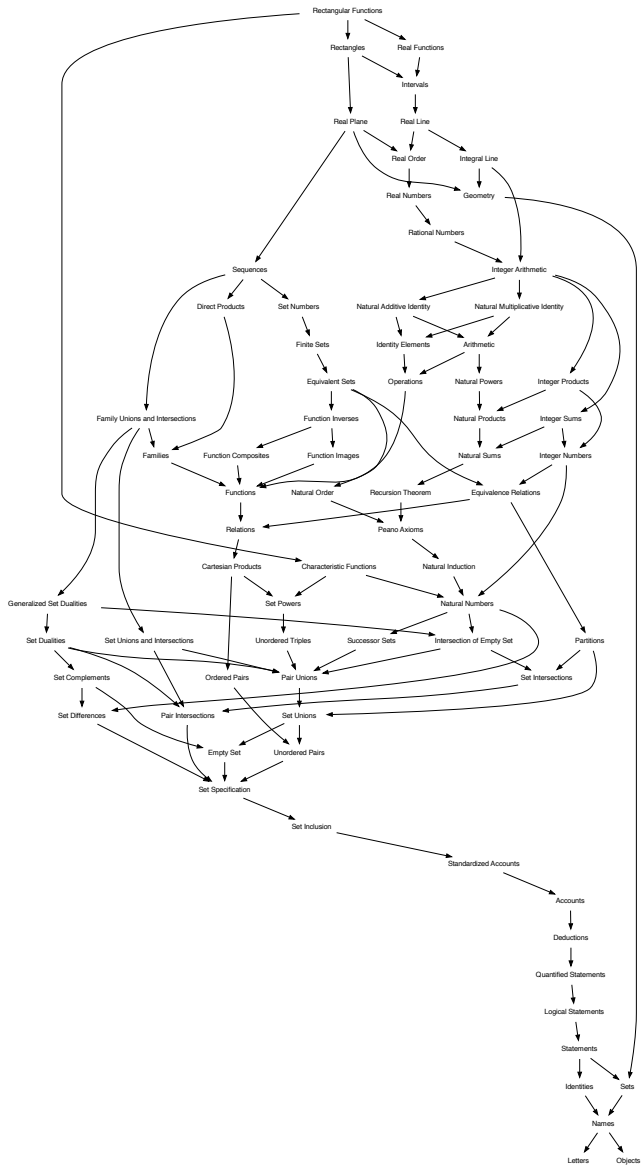 Rectangular Functions
Rectangles
Real Functions
Intervals
Real Plane
Real Line
Real Order
Integral Line
Real Numbers
Geometry
Rational Numbers
Sequences
Integer Arithmetic
Direct Products
Set Numbers
Natural Additive Identity
Natural Multiplicative Identity
Finite Sets
Identity Elements
Arithmetic
Equivalent Sets
Operations
Natural Powers
Integer Products
Family Unions and Intersections
Function Inverses
Natural Products
Integer Sums
Families
Function Composites
Function Images
Natural Sums
Integer Numbers
Functions
Natural Order
Recursion Theorem
Equivalence Relations
Relations
Peano Axioms
Cartesian Products
Characteristic Functions
Natural Induction
Generalized Set Dualities
Set Powers
Natural Numbers
Set Dualities
Set Unions and Intersections
Unordered Triples
Successor Sets
Intersection of Empty Set
Partitions
Set Complements
Ordered Pairs
Pair Unions
Set Intersections
Set Differences
Pair Intersections
Set Unions
Empty Set
Unordered Pairs
Set Specification
Set Inclusion
Standardized Accounts
Accounts
Deductions
Quantified Statements
Logical Statements
Statements
Identities
Sets
Names
Letters
Objects